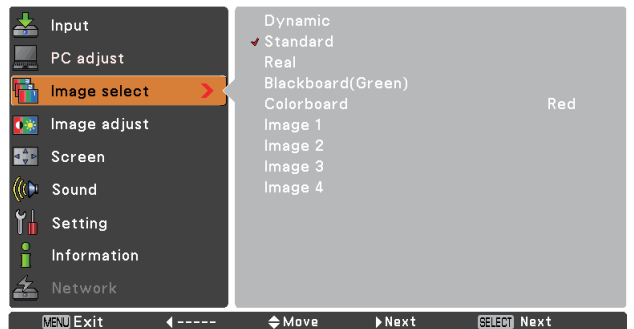 Input
PC adjust
Image select
Image adjust
Screen
Sound
Setting
Information
Network
Dynamic
Standard
Real
Blackboard(Green)
Colorboard Red
Image 1
Image 2
Image 3
Image 4
MENU Exit ----- Move Next SELECT Next